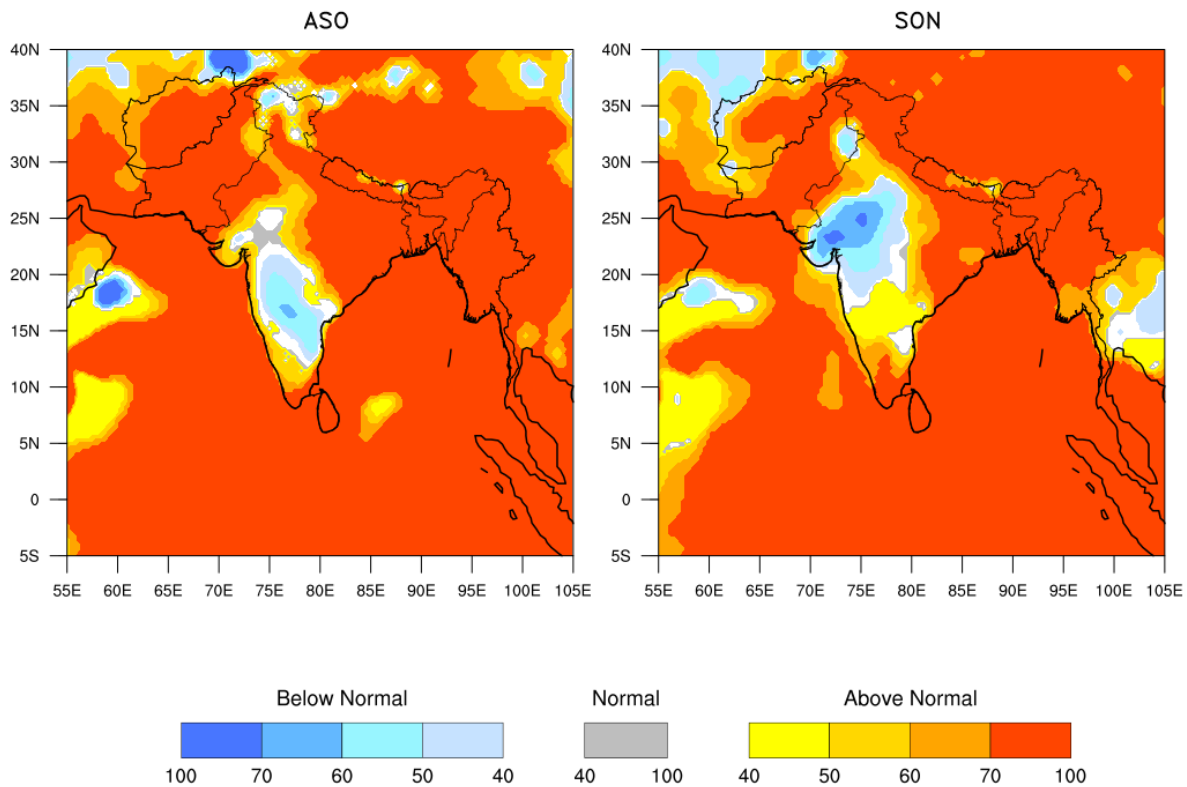 ASO
SON
40N
35N
30N
25N
20N
15N
10N
5N
0
5S
55E 60E 65E 70E 75E 80E 85E 90E 95E 100E 105E
40N
35N
30N
25N
20N
15N
10N
5N
0
5S
55E 60E 65E 70E 75E 80E 85E 90E 95E 100E 105E
Below Normal
Normal
Above Normal
100 70 60 50 40
40 100
40 50 60 70 100